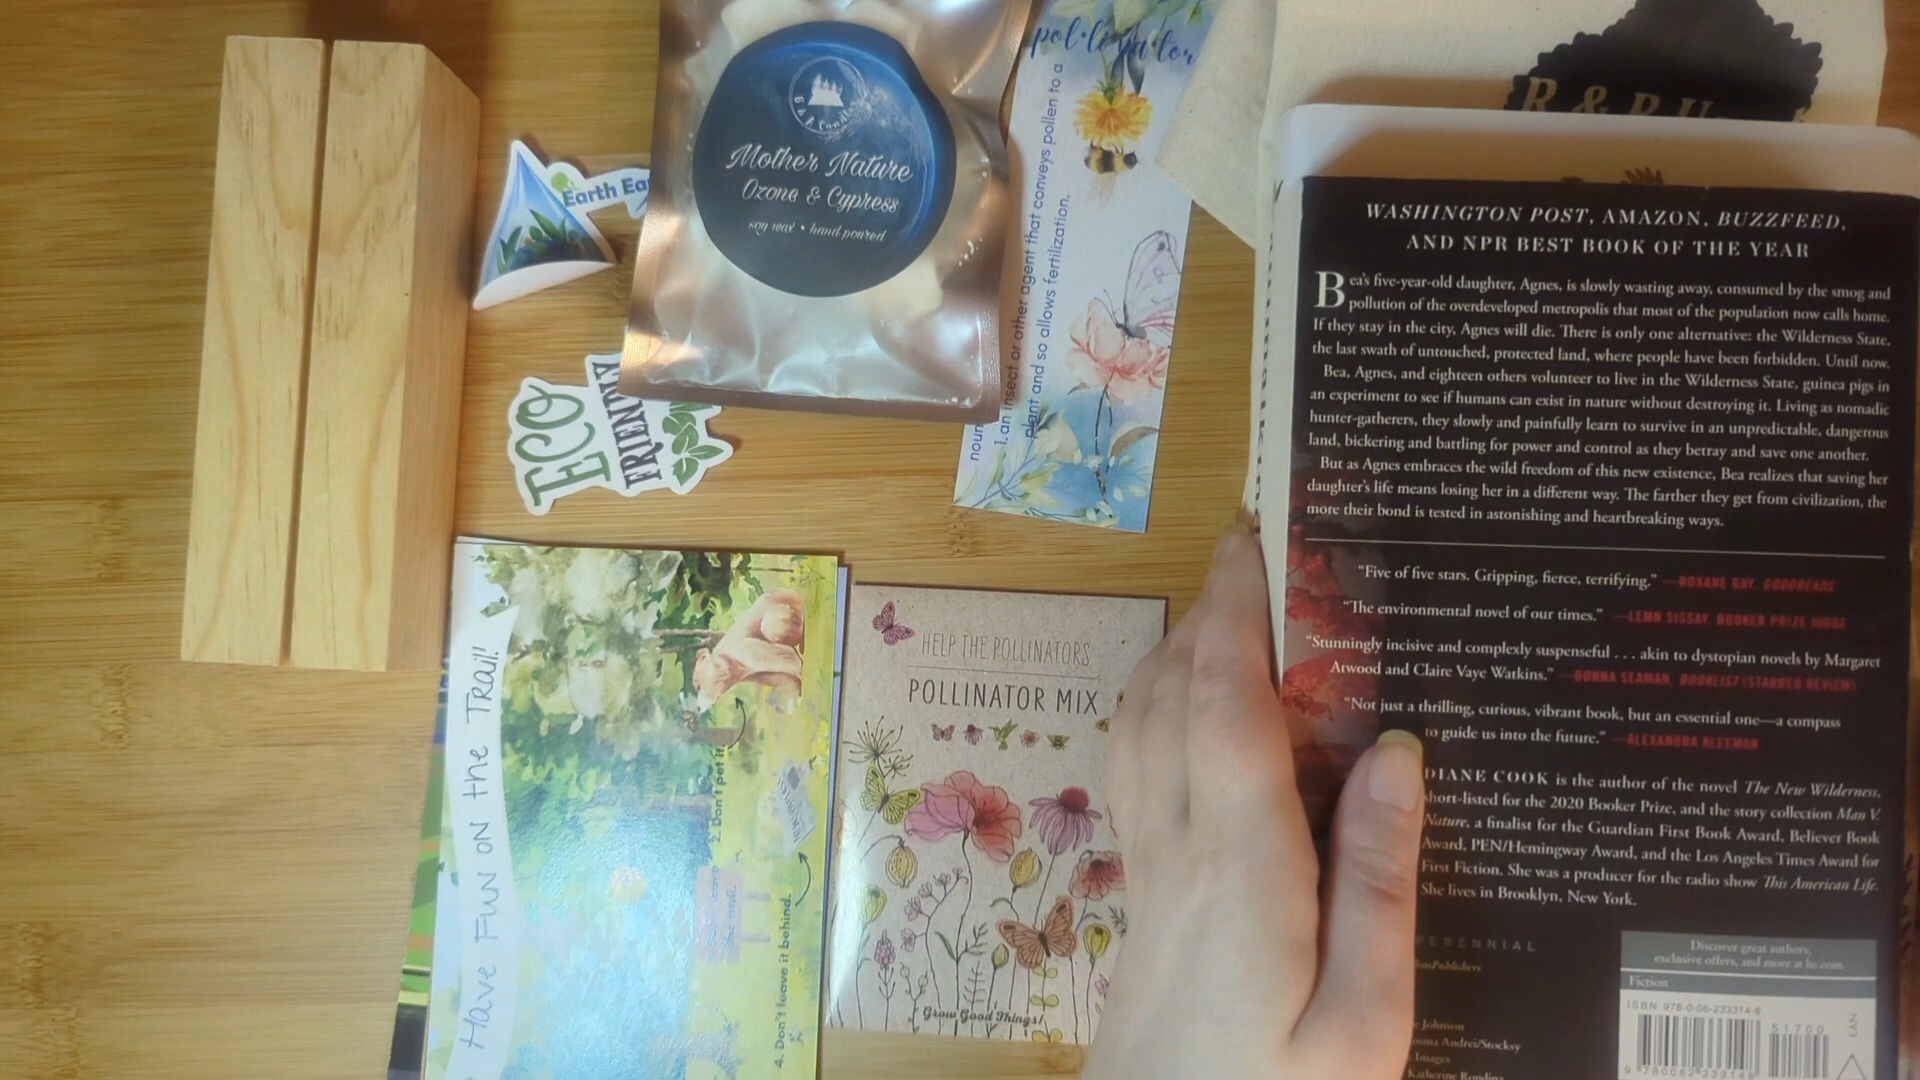 Earth
ECO
FRIENDLY
Mother Nature
Ozone & Cypress
soy wax • hand poured
pol·li·na·tor
noun
1. an insect or other agent that conveys pollen to a
plant and so allows fertilization.
R & R
Have Fun on the Trail!
2. Don't pet it.
4. Don't leave it behind.
HELP THE POLLINATORS
POLLINATOR MIX
Grow Good Things!
WASHINGTON POST, AMAZON, BUZZFEED,
AND NPR BEST BOOK OF THE YEAR
Bea's five-year-old daughter, Agnes, is slowly wasting away, consumed by the smog and
pollution of the overdeveloped metropolis that most of the population now calls home.
If they stay in the city, Agnes will die. There is only one alternative: the Wilderness State,
the last swath of untouched, protected land, where people have been forbidden. Until now.
Bea, Agnes, and eighteen others volunteer to live in the Wilderness State, guinea pigs in
an experiment to see if humans can exist in nature without destroying it. Living as nomadic
hunter-gatherers, they slowly and painfully learn to survive in an unpredictable, dangerous
land, bickering and battling for power and control as they betray and save one another.
But as Agnes embraces the wild freedom of this new existence, Bea realizes that saving her
daughter's life means losing her in a different way. The farther they get from civilization, the
more their bond is tested in astonishing and heartbreaking ways.
"Five of five stars. Gripping, fierce, terrifying." —ROXANE GAY, GOODREADS
"The environmental novel of our times." —LEMN SISSAY, BOOKER PRIZE JUDGE
"Stunningly incisive and complexly suspenseful . . . akin to dystopian novels by Margaret
Atwood and Claire Vaye Watkins." —DONNA SEAMAN, BOOKLIST (STARRED REVIEW)
"Not just a thrilling, curious, vibrant book, but an essential one—a compass
to guide us into the future." —ALEXANDRA KLEEMAN
DIANE COOK is the author of the novel The New Wilderness,
short-listed for the 2020 Booker Prize, and the story collection Man V.
Nature, a finalist for the Guardian First Book Award, Believer Book
Award, PEN/Hemingway Award, and the Los Angeles Times Award for
First Fiction. She was a producer for the radio show This American Life.
She lives in Brooklyn, New York.
PERENNIAL
Discover great authors,
exclusive offers, and more at hc.com.
Fiction
ISBN 978-0-06-233314-8
51700
EAN
Johnson
Andrei/Stocksy
Images
Katherine